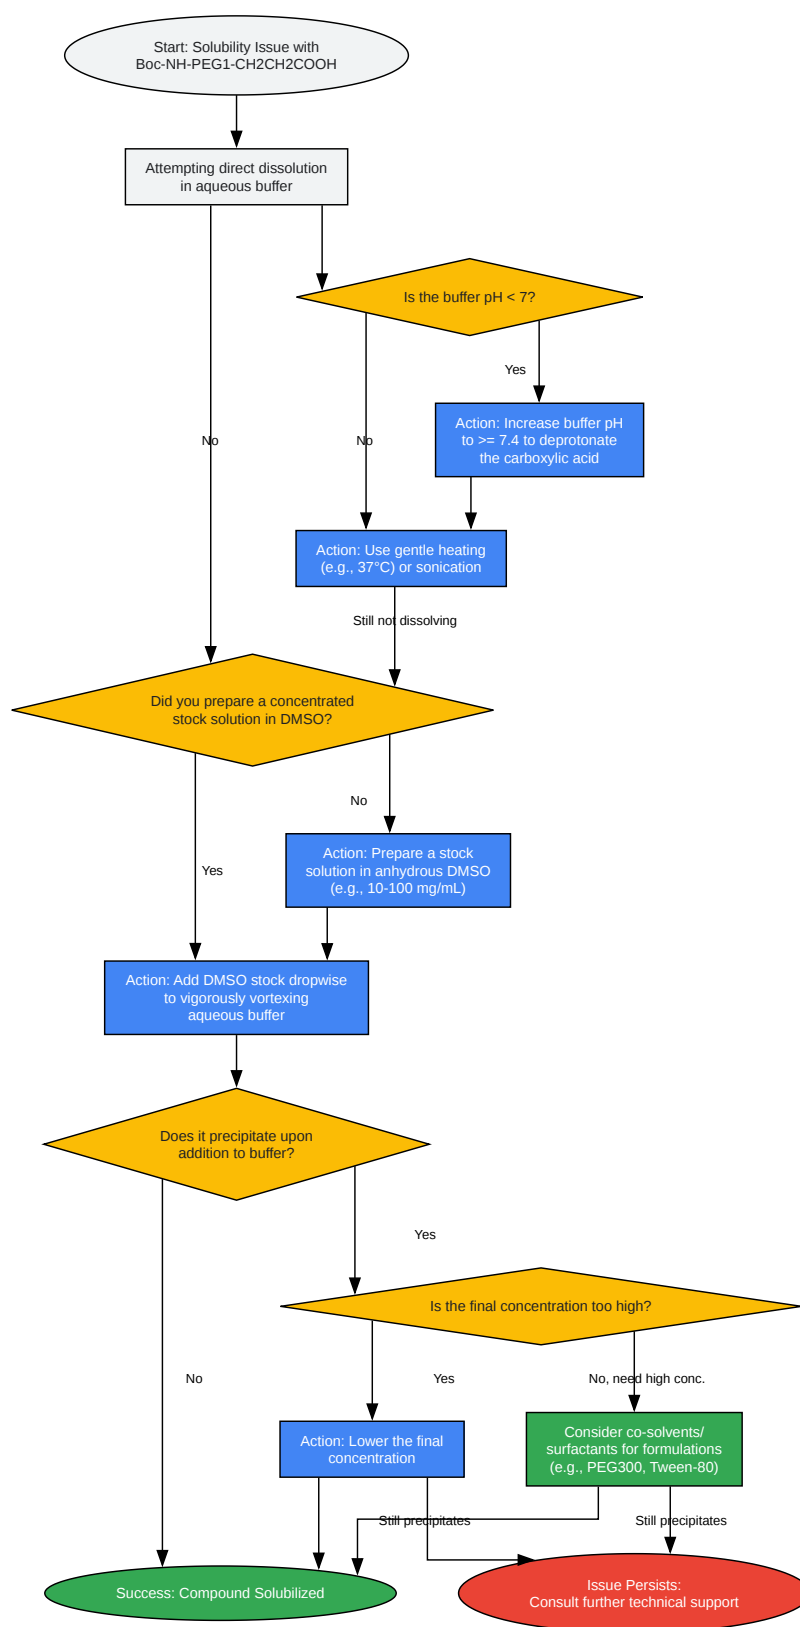 Start: Solubility Issue with
Boc-NH-PEG1-CH2CH2COOH
Attempting direct dissolution
in aqueous buffer
Is the buffer pH < 7?
Yes
Action: Increase buffer pH
to >= 7.4 to deprotonate
the carboxylic acid
No
No
Action: Use gentle heating
(e.g., 37°C) or sonication
Still not dissolving
Did you prepare a concentrated
stock solution in DMSO?
No
Action: Prepare a stock
solution in anhydrous DMSO
(e.g., 10-100 mg/mL)
Yes
Action: Add DMSO stock dropwise
to vigorously vortexing
aqueous buffer
Does it precipitate upon
addition to buffer?
Yes
Is the final concentration too high?
No
Yes
No, need high conc.
Action: Lower the final
concentration
Consider co-solvents/
surfactants for formulations
(e.g., PEG300, Tween-80)
Still precipitates
Still precipitates
Success: Compound Solubilized
Issue Persists:
Consult further technical support